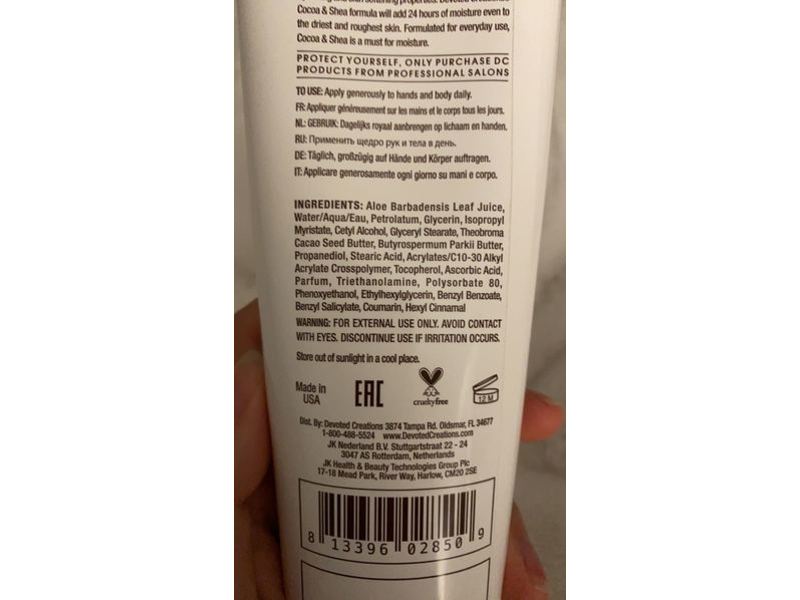 Cocoa & Shea formula will add 24 hours of moisture even to
the driest and roughest skin. Formulated for everyday use,
Cocoa & Shea is a must for moisture.
PROTECT YOURSELF, ONLY PURCHASE DC
PRODUCTS FROM PROFESSIONAL SALONS
TO USE: Apply generously to hands and body daily.
FR: Appliquer généreusement sur les mains et le corps tous les jours.
NL: GEBRUIK: Dagelijks royaal aanbrengen op lichaam en handen.
RU: Применить щедро рук и тела в день.
DE: Täglich, großzügig auf Hände und Körper auftragen.
IT: Applicare generosamente ogni giorno su mani e corpo.
INGREDIENTS: Aloe Barbadensis Leaf Juice,
Water/Aqua/Eau, Petrolatum, Glycerin, Isopropyl
Myristate, Cetyl Alcohol, Glyceryl Stearate, Theobroma
Cacao Seed Butter, Butyrospermum Parkii Butter,
Propanediol, Stearic Acid, Acrylates/C10-30 Alkyl
Acrylate Crosspolymer, Tocopherol, Ascorbic Acid,
Parfum, Triethanolamine, Polysorbate 80,
Phenoxyethanol, Ethylhexylglycerin, Benzyl Benzoate,
Benzyl Salicylate, Coumarin, Hexyl Cinnamal
WARNING: FOR EXTERNAL USE ONLY. AVOID CONTACT
WITH EYES. DISCONTINUE USE IF IRRITATION OCCURS.
Store out of sunlight in a cool place.
Made in
USA
EAC
crueltyfree
12 M
Dist. By: Devoted Creations 3874 Tampa Rd. Oldsmar, FL 34677
1-800-488-5524 www.DevotedCreations.com
JK Nederland B.V. Stuttgartstraat 22 - 24
3047 AS Rotterdam, Netherlands
JK Health & Beauty Technologies Group Plc
17-18 Mead Park, River Way, Harlow, CM20 2SE
8 13396 02850 9